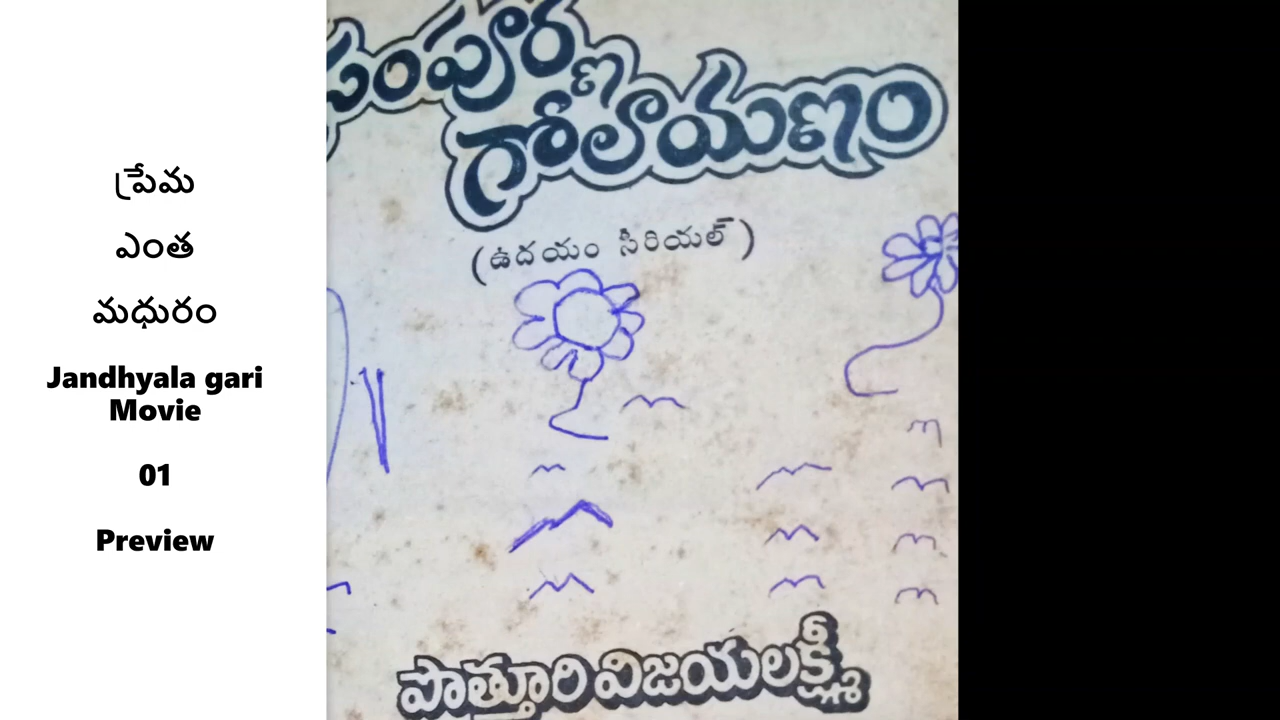 ప్రేమ
ఎంత
మధురం
Jandhyala gari
Movie
01
Preview
సంపూర్ణ
గోలాయణం
(ఉదయం సీరియల్)
పొత్తూరి విజయలక్ష్మీ